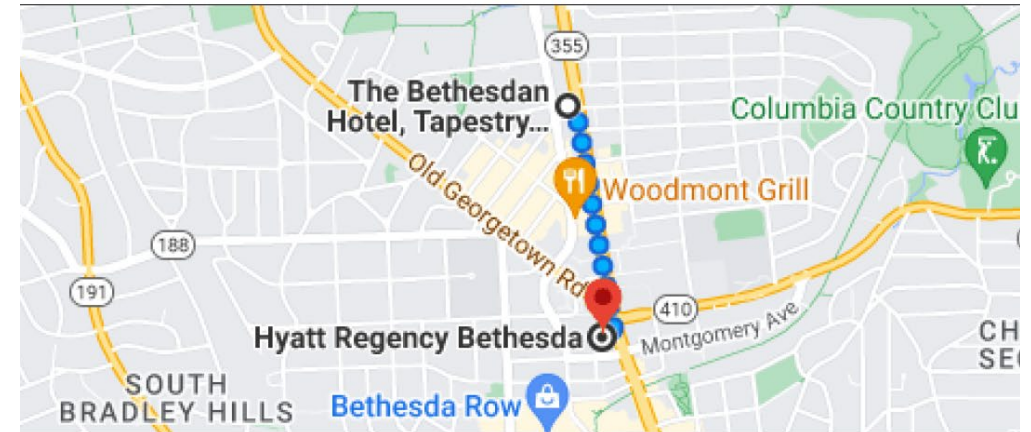 355
The Bethesdan
Hotel, Tapestry...
Columbia Country Clu
Old Georgetown Rd
Woodmont Grill
188
191
410
Montgomery Ave
Hyatt Regency Bethesda
CH
SEC
SOUTH
BRADLEY HILLS
Bethesda Row